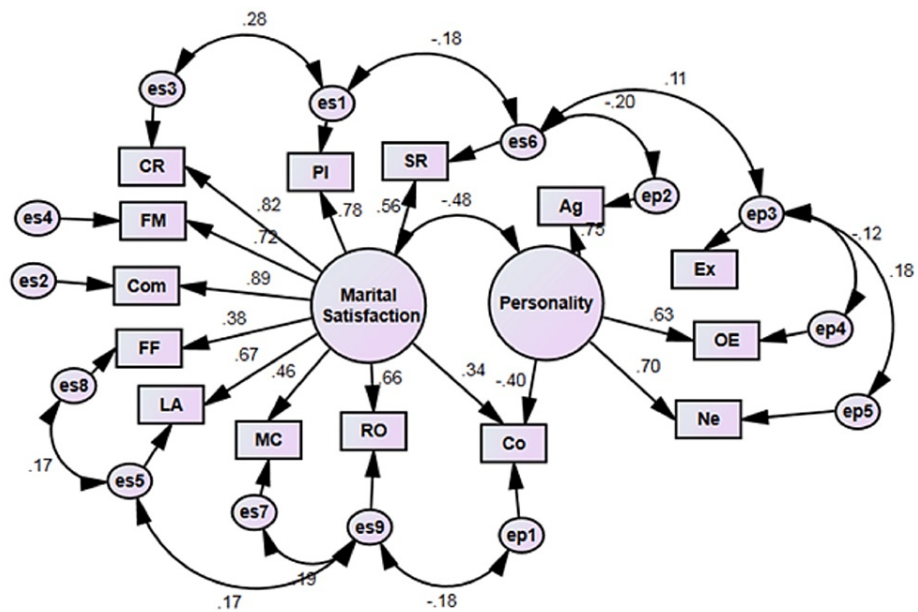 .28
-.18
.11
es3
es1
-.20
es6
CR
PI
SR
ep2
es4
FM
.82
.78
.56
-.48
Ag
.75
ep3
.72
-.12
es2
Com
.89
Marital
Satisfaction
Personality
Ex
.18
.38
.63
OE
ep4
FF
.67
.46
.66
.34
-.40
.70
es8
LA
MC
RO
Co
Ne
ep5
.17
es5
es7
es9
ep1
.19
.17
-.18